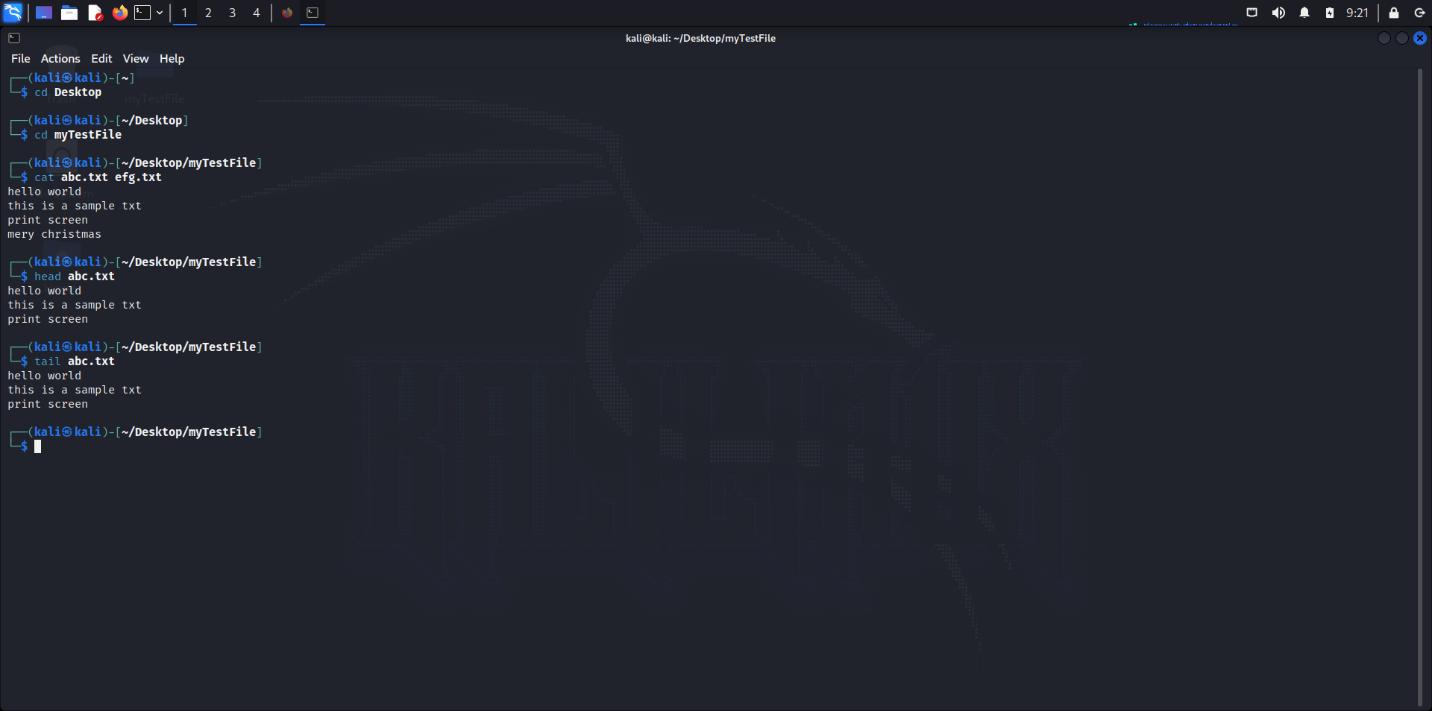 1 2 3 4 9:21
kali@kali: ~/Desktop/myTestFile
File Actions Edit View Help
┌──(kali㉿kali)-[~]
└─$ cd Desktop
┌──(kali㉿kali)-[~/Desktop]
└─$ cd myTestFile
┌──(kali㉿kali)-[~/Desktop/myTestFile]
└─$ cat abc.txt efg.txt
hello world
this is a sample txt
print screen
mery christmas
┌──(kali㉿kali)-[~/Desktop/myTestFile]
└─$ head abc.txt
hello world
this is a sample txt
print screen
┌──(kali㉿kali)-[~/Desktop/myTestFile]
└─$ tail abc.txt
hello world
this is a sample txt
print screen
┌──(kali㉿kali)-[~/Desktop/myTestFile]
└─$